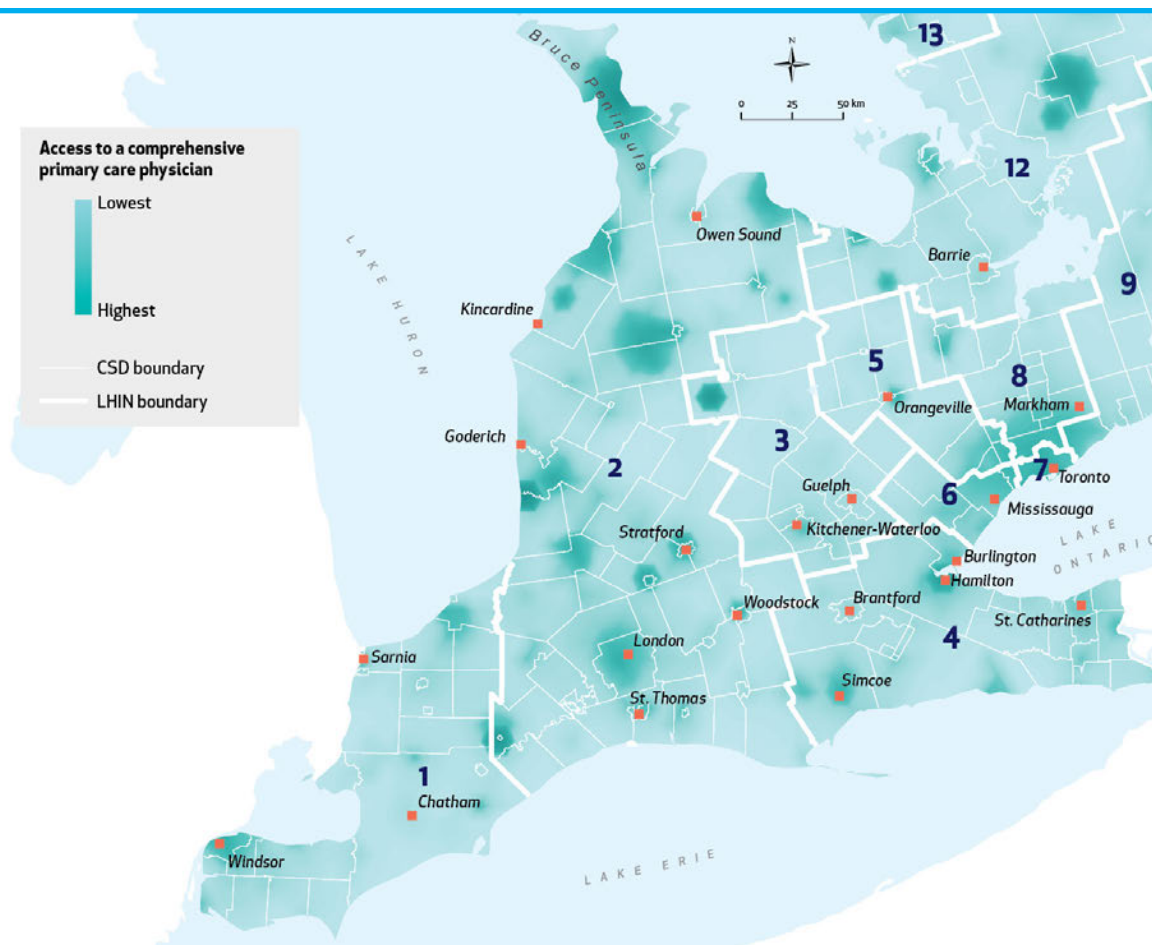 Bruce Peninsula
13
N
0 25 50 km
Access to a comprehensive
primary care physician
Lowest
Highest
CSD boundary
LHIN boundary
12
Owen Sound
LAKE HURON
Barrie
9
Kincardine
5
8
Orangeville
Markham
Goderich
3
2
7
Toronto
Guelph
6
Mississauga
Kitchener-Waterloo
Stratford
LAKE
ONTARIO
Burlington
Hamilton
Woodstock
Brantford
St. Catharines
4
London
Sarnia
Simcoe
St. Thomas
1
Chatham
Windsor
LAKE ERIE